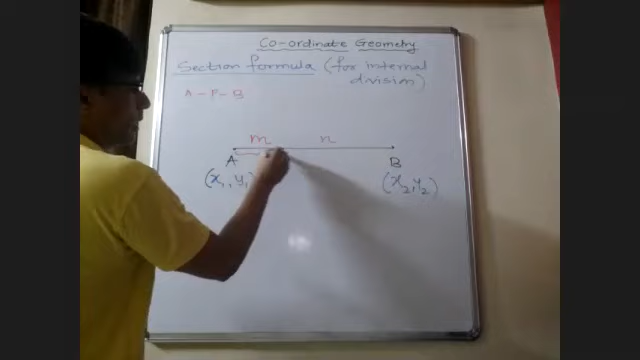 Co-ordinate Geometry
Section formula (for internal
division)
A - P - B
m n
A B
(x₁, y₁) (x₂, y₂)